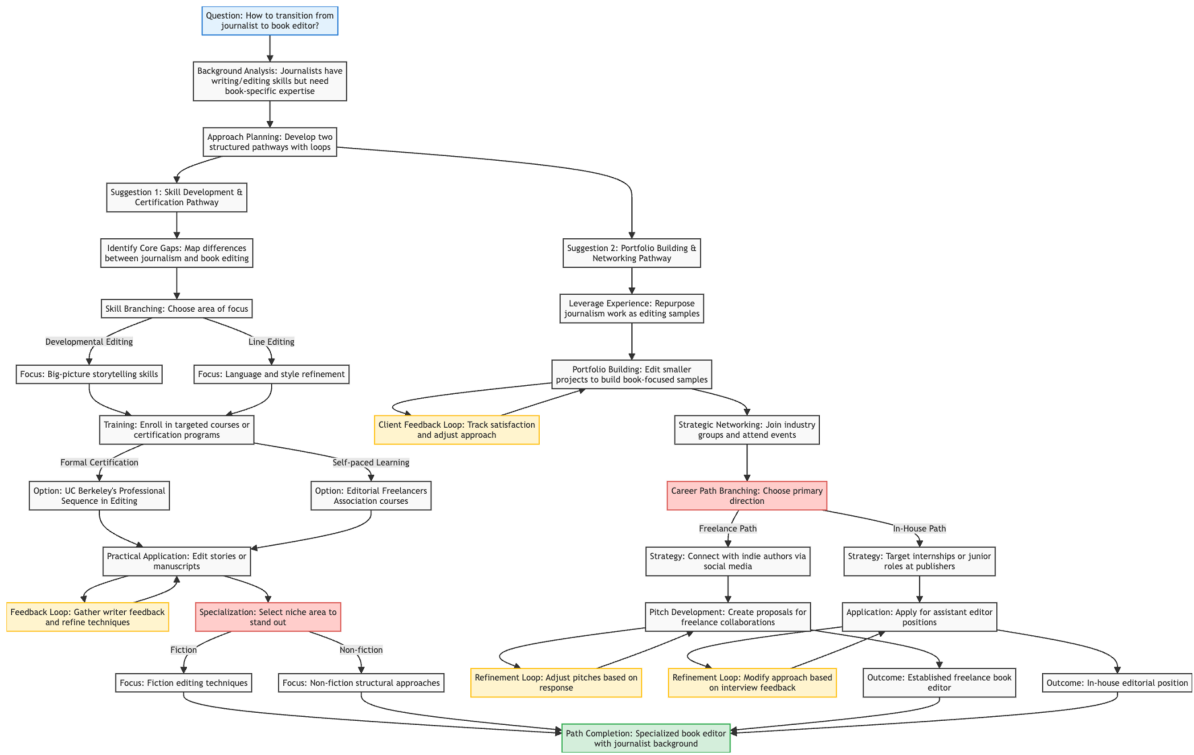 Question: How to transition from
journalist to book editor?
Background Analysis: Journalists have
writing/editing skills but need
book-specific expertise
Approach Planning: Develop two
structured pathways with loops
Suggestion 1: Skill Development &
Certification Pathway
Identify Core Gaps: Map differences
between journalism and book editing
Suggestion 2: Portfolio Building &
Networking Pathway
Skill Branching: Choose area of focus
Leverage Experience: Repurpose
journalism work as editing samples
Developmental Editing
Line Editing
Focus: Big-picture storytelling skills
Focus: Language and style refinement
Portfolio Building: Edit smaller
projects to build book-focused samples
Training: Enroll in targeted courses or
certification programs
Client Feedback Loop: Track satisfaction
and adjust approach
Strategic Networking: Join industry
groups and attend events
Formal Certification
Self-paced Learning
Option: UC Berkeley's Professional
Sequence in Editing
Option: Editorial Freelancers
Association courses
Career Path Branching: Choose primary
direction
Freelance Path
In-House Path
Practical Application: Edit stories or
manuscripts
Strategy: Connect with indie authors via
social media
Strategy: Target internships or junior
roles at publishers
Feedback Loop: Gather writer feedback
and refine techniques
Specialization: Select niche area to
stand out
Pitch Development: Create proposals for
freelance collaborations
Application: Apply for assistant editor
positions
Fiction
Non-fiction
Focus: Fiction editing techniques
Focus: Non-fiction structural approaches
Refinement Loop: Adjust pitches based on
response
Refinement Loop: Modify approach based
on interview feedback
Outcome: Established freelance book
editor
Outcome: In-house editorial position
Path Completion: Specialized book editor
with journalist background